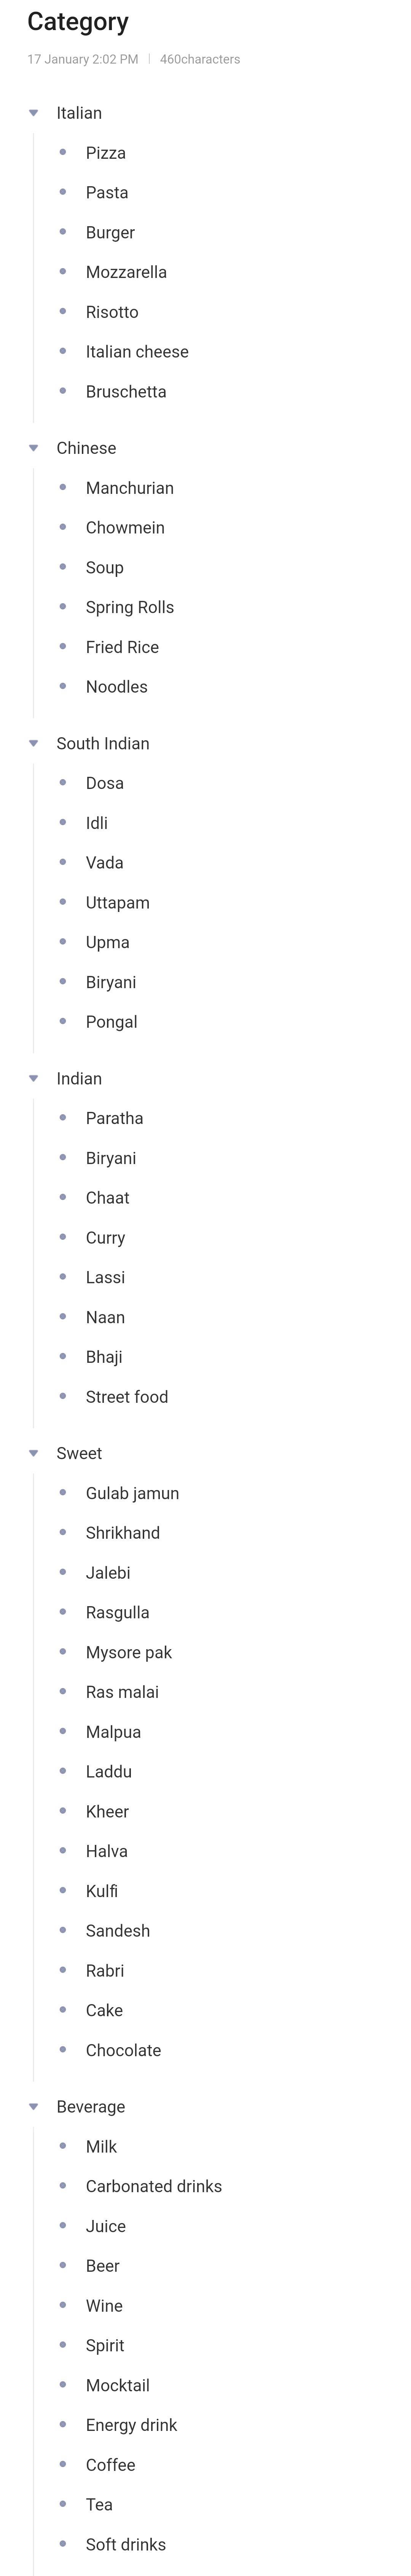 Category
17 January 2:02 PM | 460characters
Italian
Pizza
Pasta
Burger
Mozzarella
Risotto
Italian cheese
Bruschetta
Chinese
Manchurian
Chowmein
Soup
Spring Rolls
Fried Rice
Noodles
South Indian
Dosa
Idli
Vada
Uttapam
Upma
Biryani
Pongal
Indian
Paratha
Biryani
Chaat
Curry
Lassi
Naan
Bhaji
Street food
Sweet
Gulab jamun
Shrikhand
Jalebi
Rasgulla
Mysore pak
Ras malai
Malpua
Laddu
Kheer
Halva
Kulfi
Sandesh
Rabri
Cake
Chocolate
Beverage
Milk
Carbonated drinks
Juice
Beer
Wine
Spirit
Mocktail
Energy drink
Coffee
Tea
Soft drinks